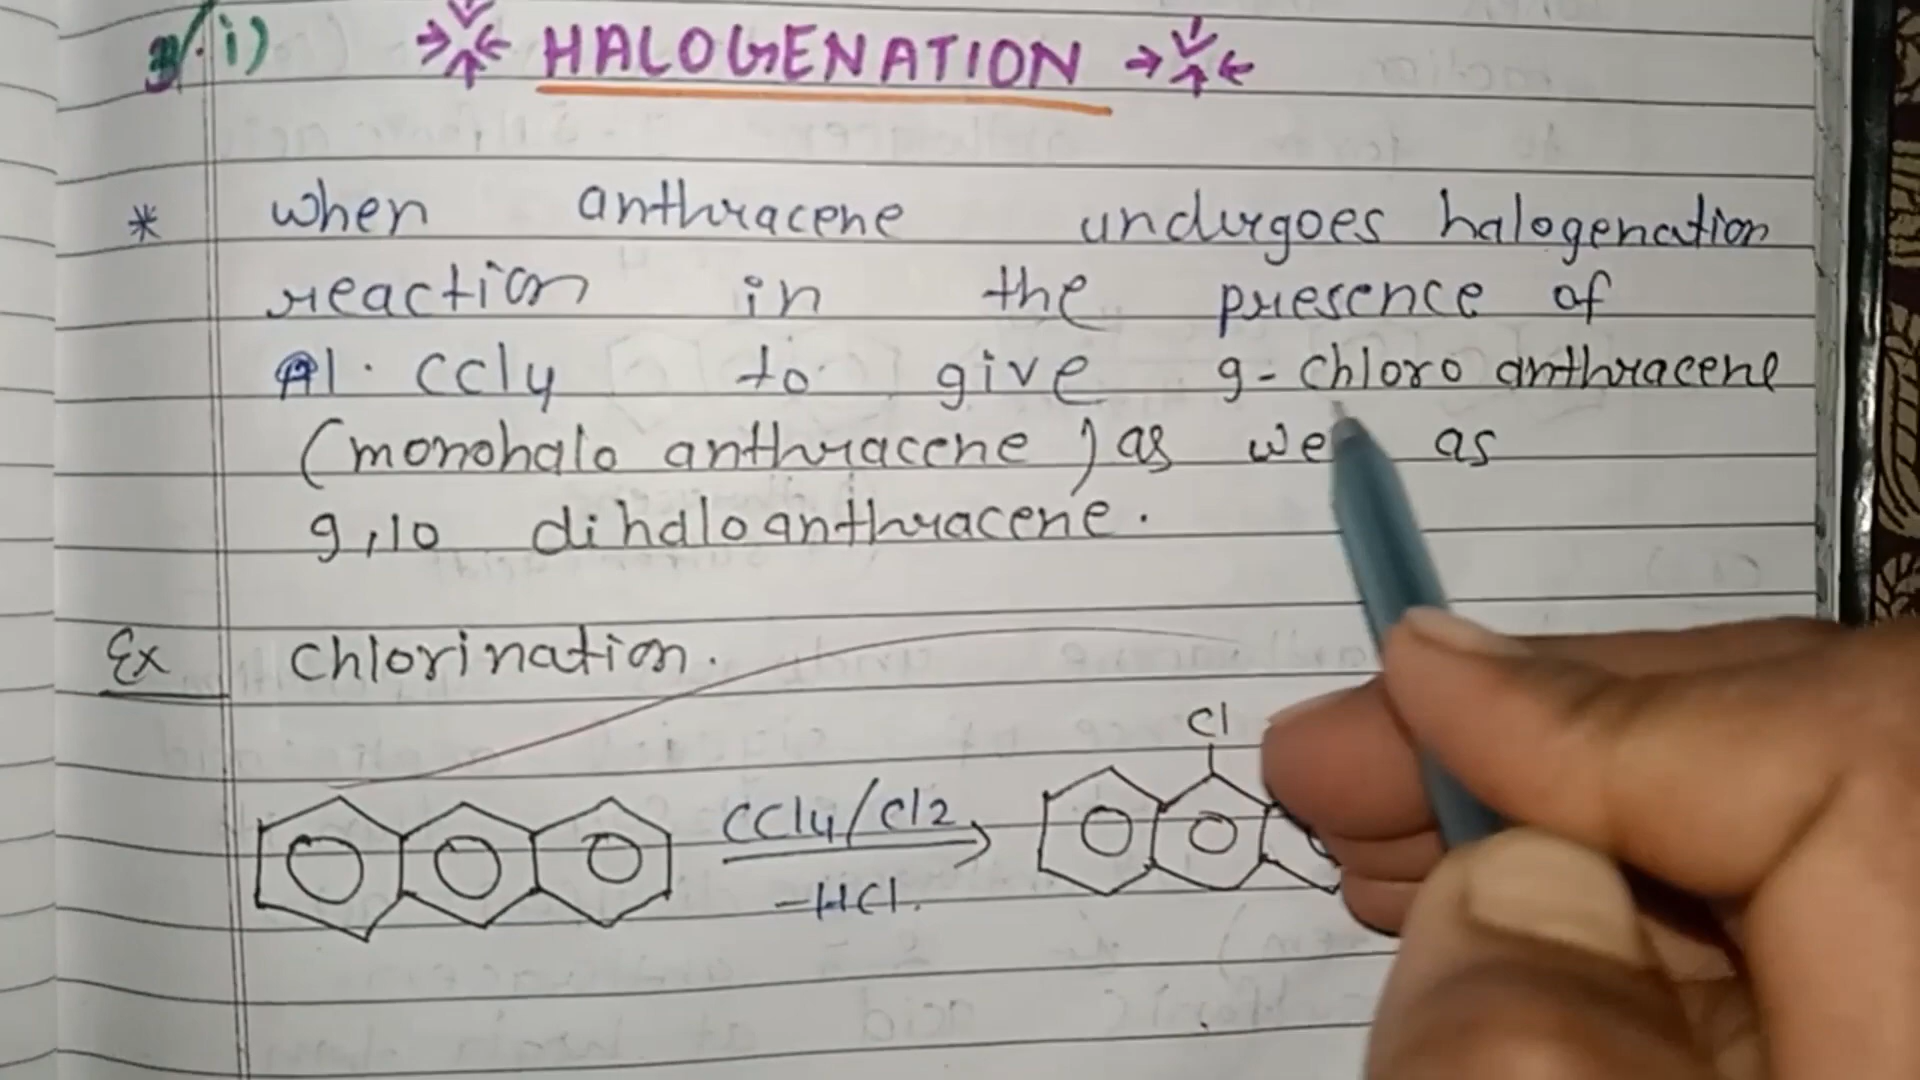 i)
HALOGENATION
* When anthracene undergoes halogenation
reaction in the presence of
Al. CCl4 to give 9-chloro anthracene
(monohalo anthracene) as we as
9,10 dihaloanthracene.
Ex Chlorination.
Cl
CCl4/Cl2
-HCl.